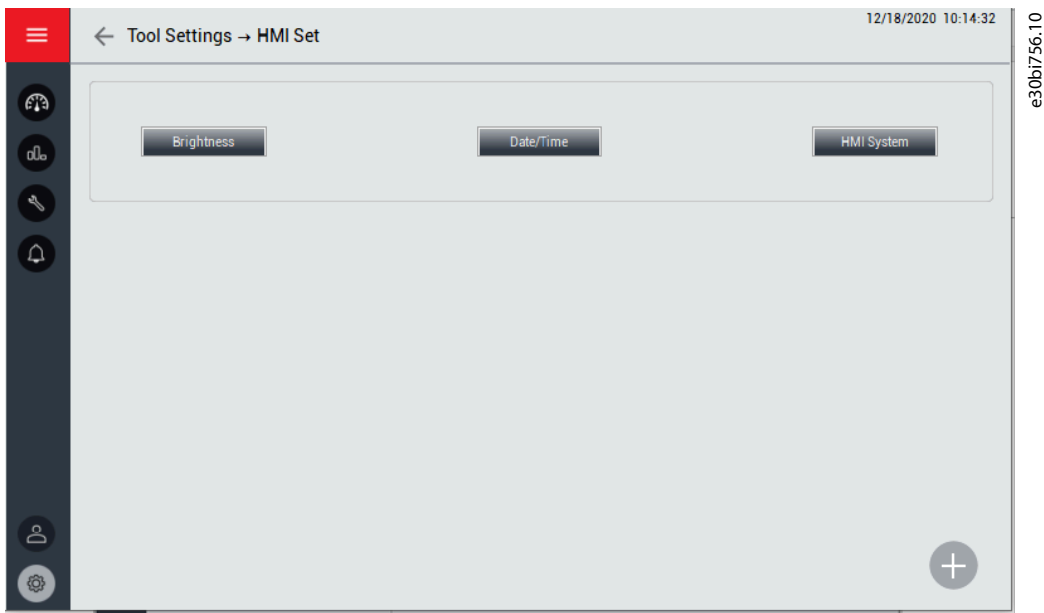 12/18/2020 10:14:32
Tool Settings → HMI Set
Brightness
Date/Time
HMI System
e30bi756.10